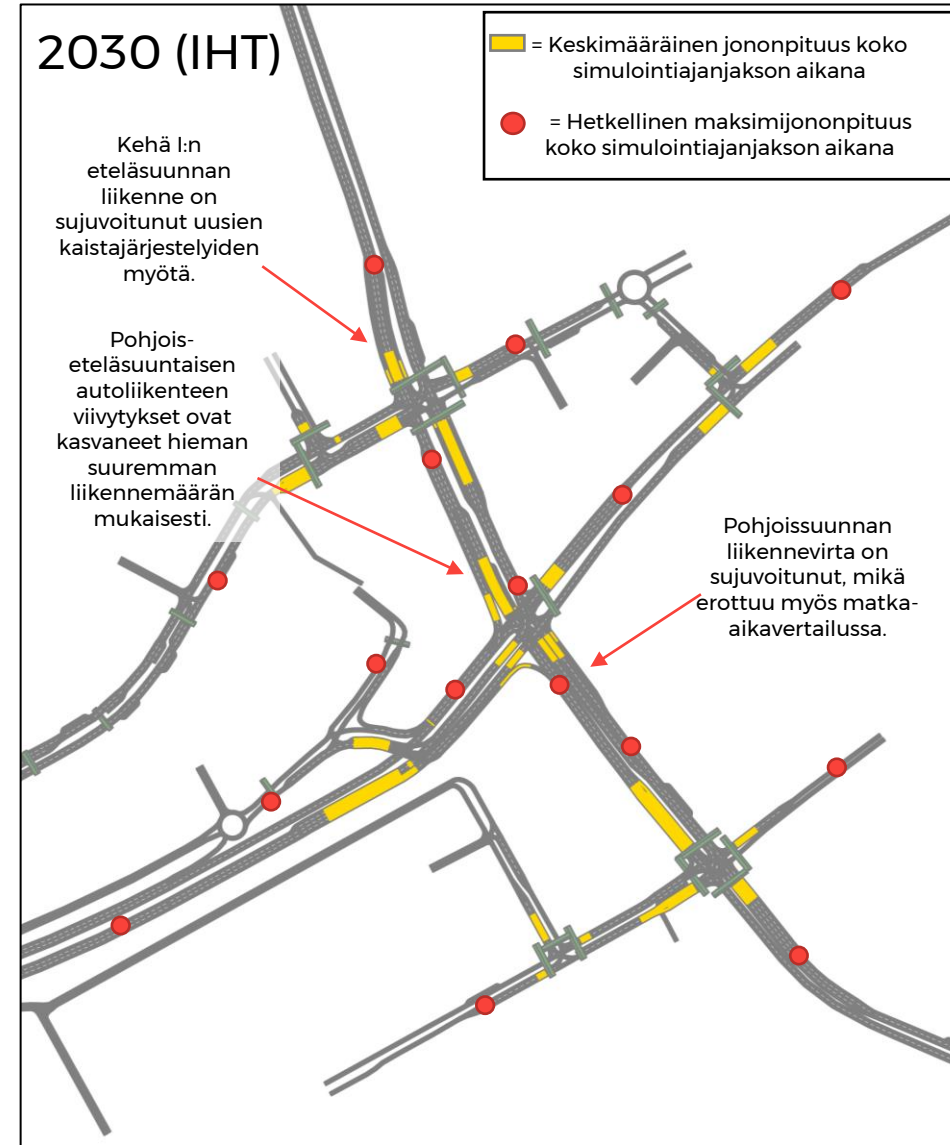 2030 (IHT)
= Keskimääräinen jononpituus koko
simulointiajanjakson aikana
= Hetkellinen maksimijononpituus
koko simulointiajanjakson aikana
Kehä I:n
eteläsuunnan
liikenne on
sujuvoitunut uusien
kaistajärjestelyiden
myötä.
Pohjois-
eteläsuuntaisen
autoliikenteen
viivytykset ovat
kasvaneet hieman
suuremman
liikennemäärän
mukaisesti.
Pohjoissuunnan
liikennevirta on
sujuvoitunut, mikä
erottuu myös matka-
aikavertailussa.